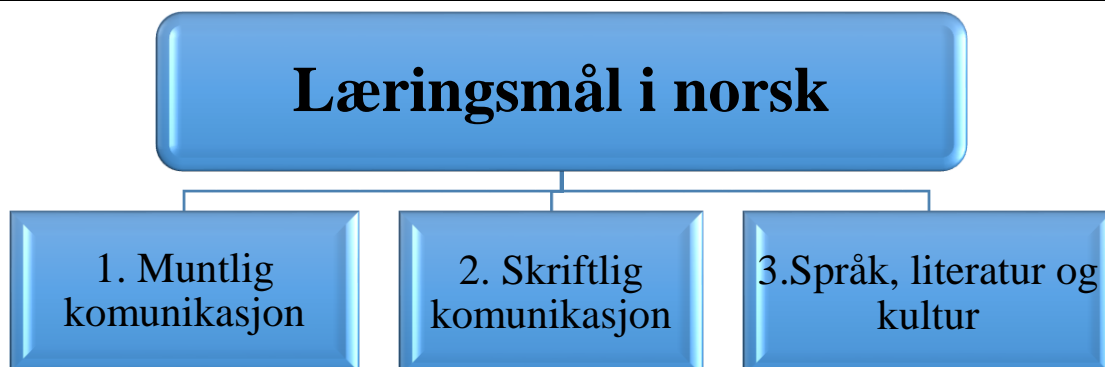 Læringsmål i norsk
1. Muntlig
komunikasjon
2. Skriftlig
komunikasjon
3.Språk, literatur og
kultur